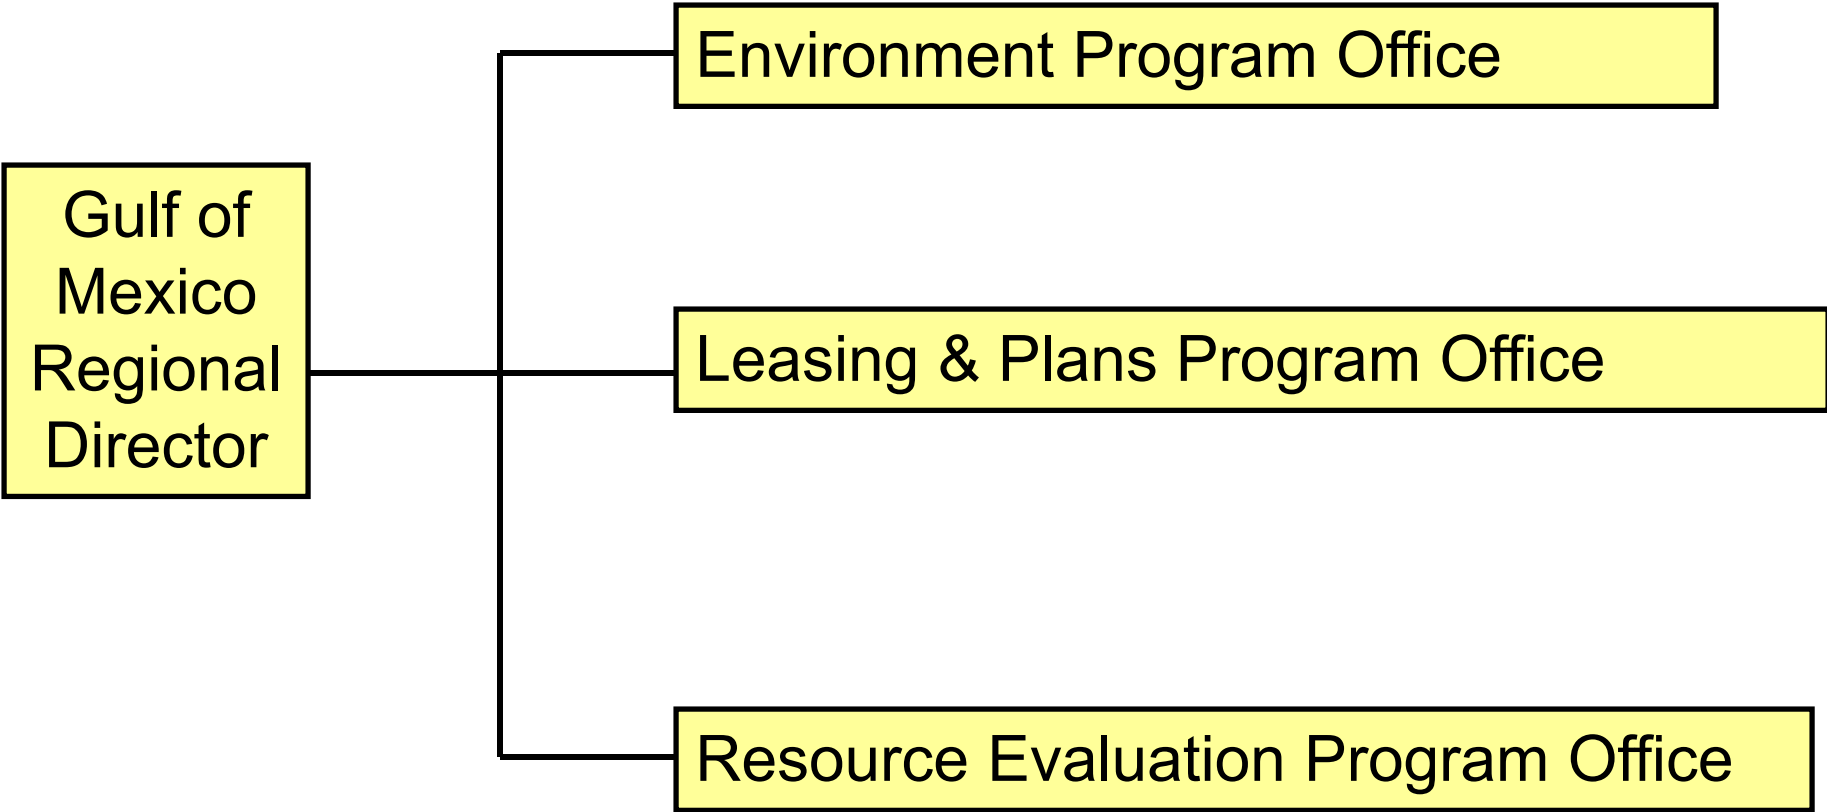 Environment Program Office
Gulf of
Mexico
Regional
Director
Leasing & Plans Program Office
Resource Evaluation Program Office